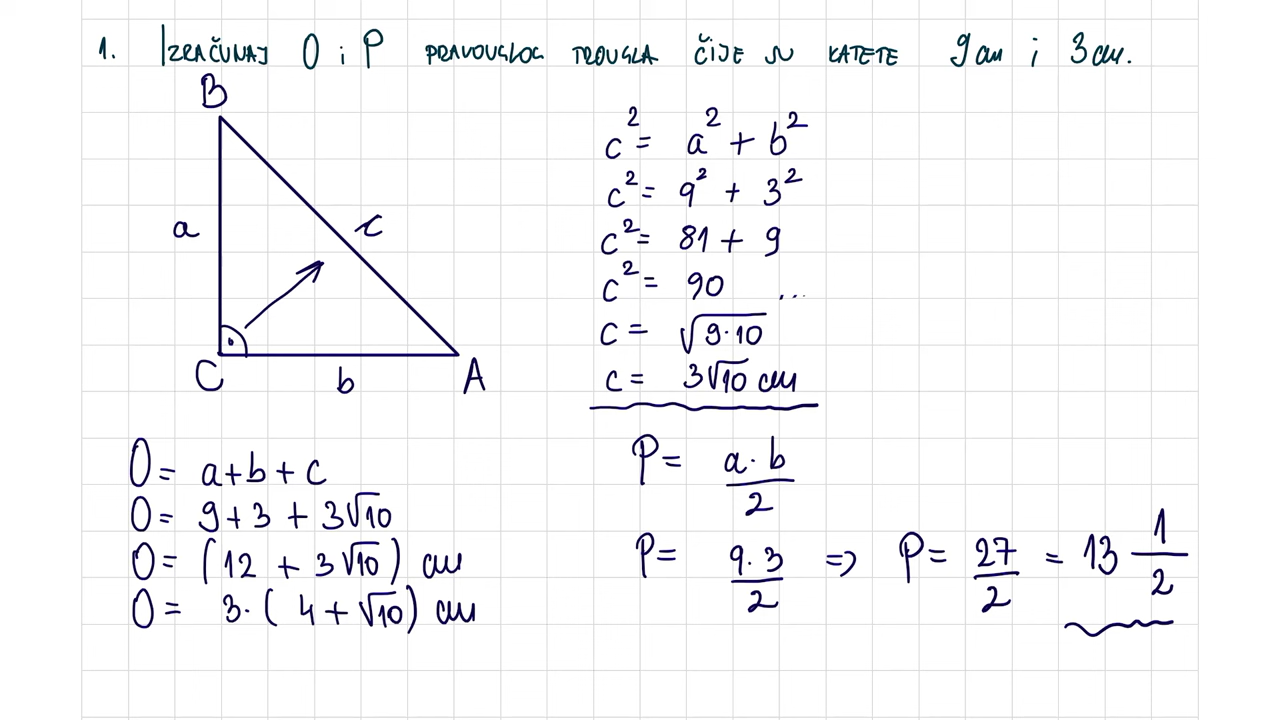 1. IZRAČUNAJ O i P PRAVOUGLOG TROUGLA ČIJE SU KATETE 9cm i 3cm.
B
a
c
C
b
A
c² = a² + b²
c² = 9² + 3²
c² = 81 + 9
c² = 90 ...
c = √9·10
c = 3√10 cm
O = a+b+c
O = 9+3+3√10
O = (12 + 3√10) cm
O = 3·(4+√10) cm
P = a·b/2
P = 9·3/2 => P = 27/2 = 13 1/2